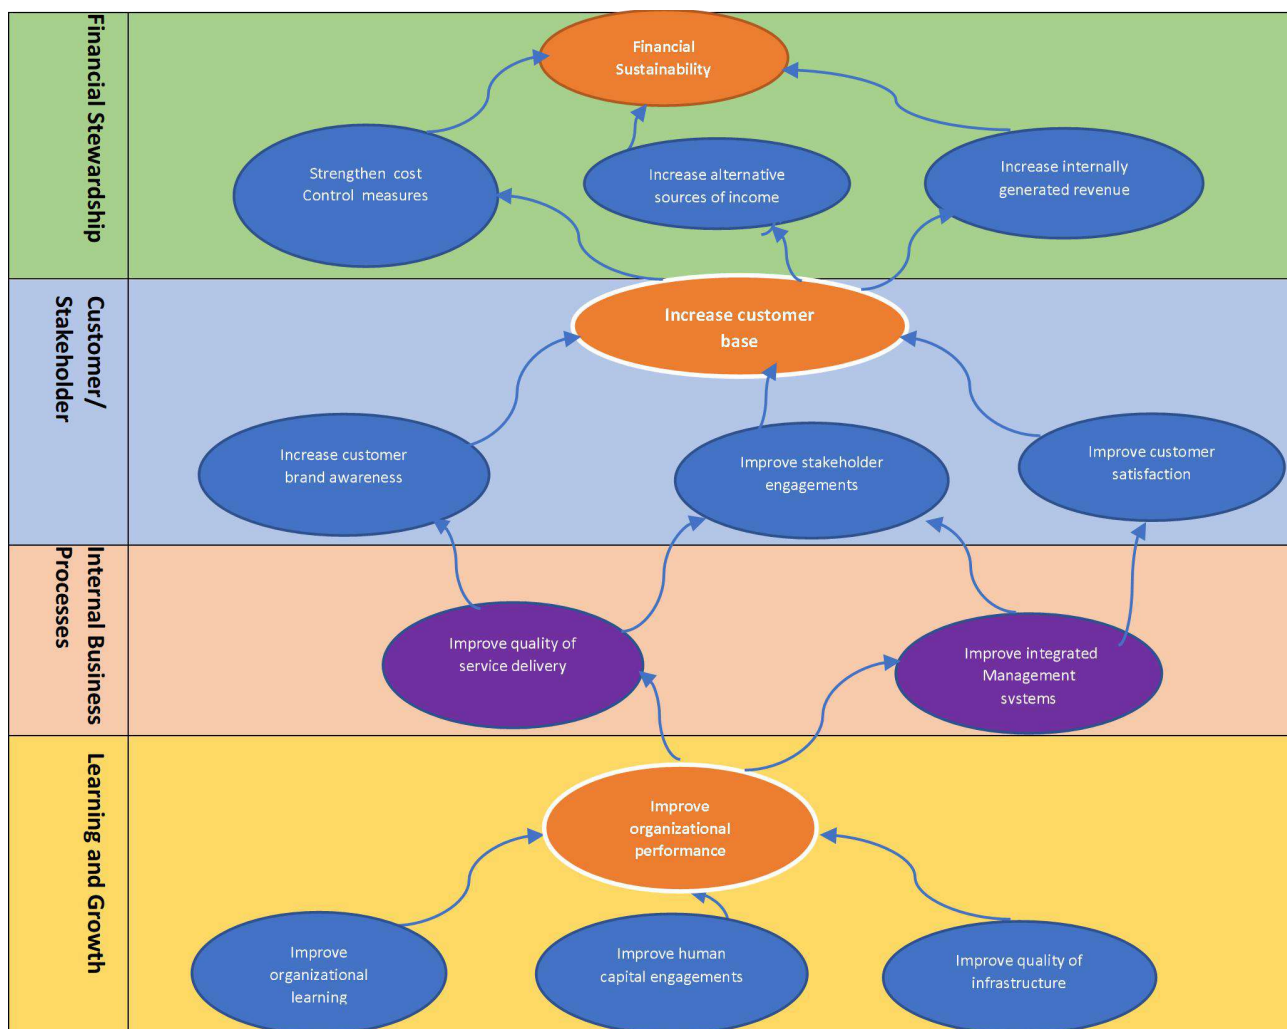 Financial Stewardship
Financial
Sustainability
Strengthen cost
Control measures
Increase alternative
sources of income
Increase internally
generated revenue
Customer/
Stakeholder
Increase customer
base
Increase customer
brand awareness
Improve stakeholder
engagements
Improve customer
satisfaction
Internal Business
Processes
Improve quality of
service delivery
Improve integrated
Management
systems
Learning and Growth
Improve
organizational
performance
Improve
organizational
learning
Improve human
capital engagements
Improve quality of
infrastructure